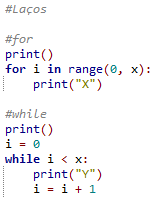 #Laços
#for
print()
for i in range(0, x):
    print("X")
#while
print()
i = 0
while i < x:
    print("Y")
    i = i + 1